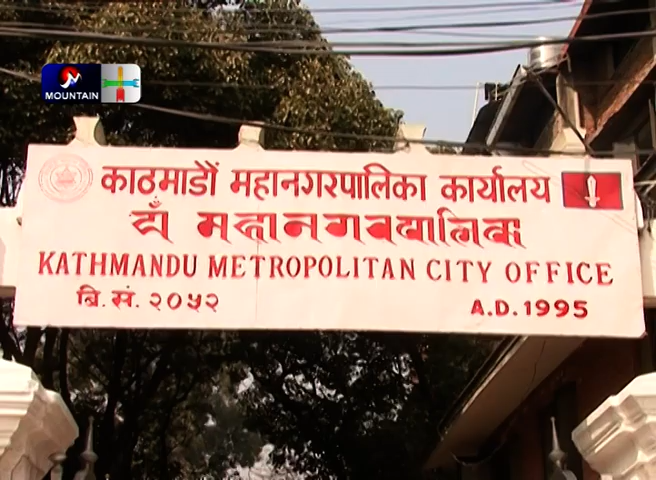 MOUNTAIN
काठमाडौं महानगरपालिका कार्यालय
KATHMANDU METROPOLITAN CITY OFFICE
बि. सं. २०५२
A.D. 1995